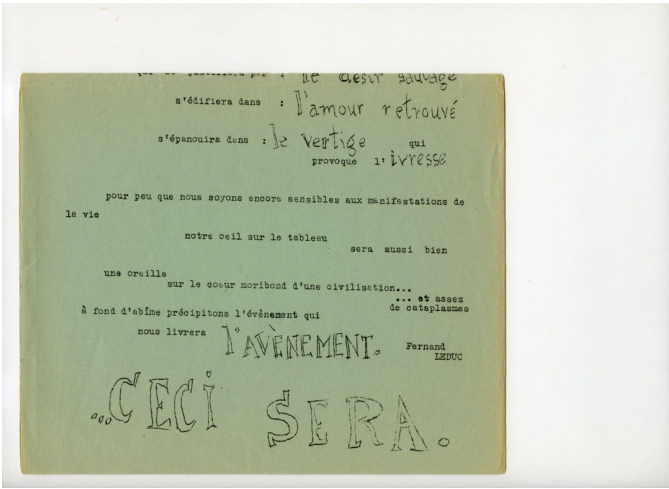 : le désir sauvage
s'édifiera dans : l'amour retrouvé
s'épanouira dans : le vertige qui
provoque l'ivresse
pour peu que nous soyons encore sensibles aux manifestations de
la vie
notre oeil sur le tableau
sera aussi bien
une oreille
sur le coeur moribond d'une civilisation...
... et assez
de cataplasmes
à fond d'abîme précipitons l'évènement qui
nous livrera l'AVÈNEMENT.
Fernand
LEDUC
...CECI SERA.